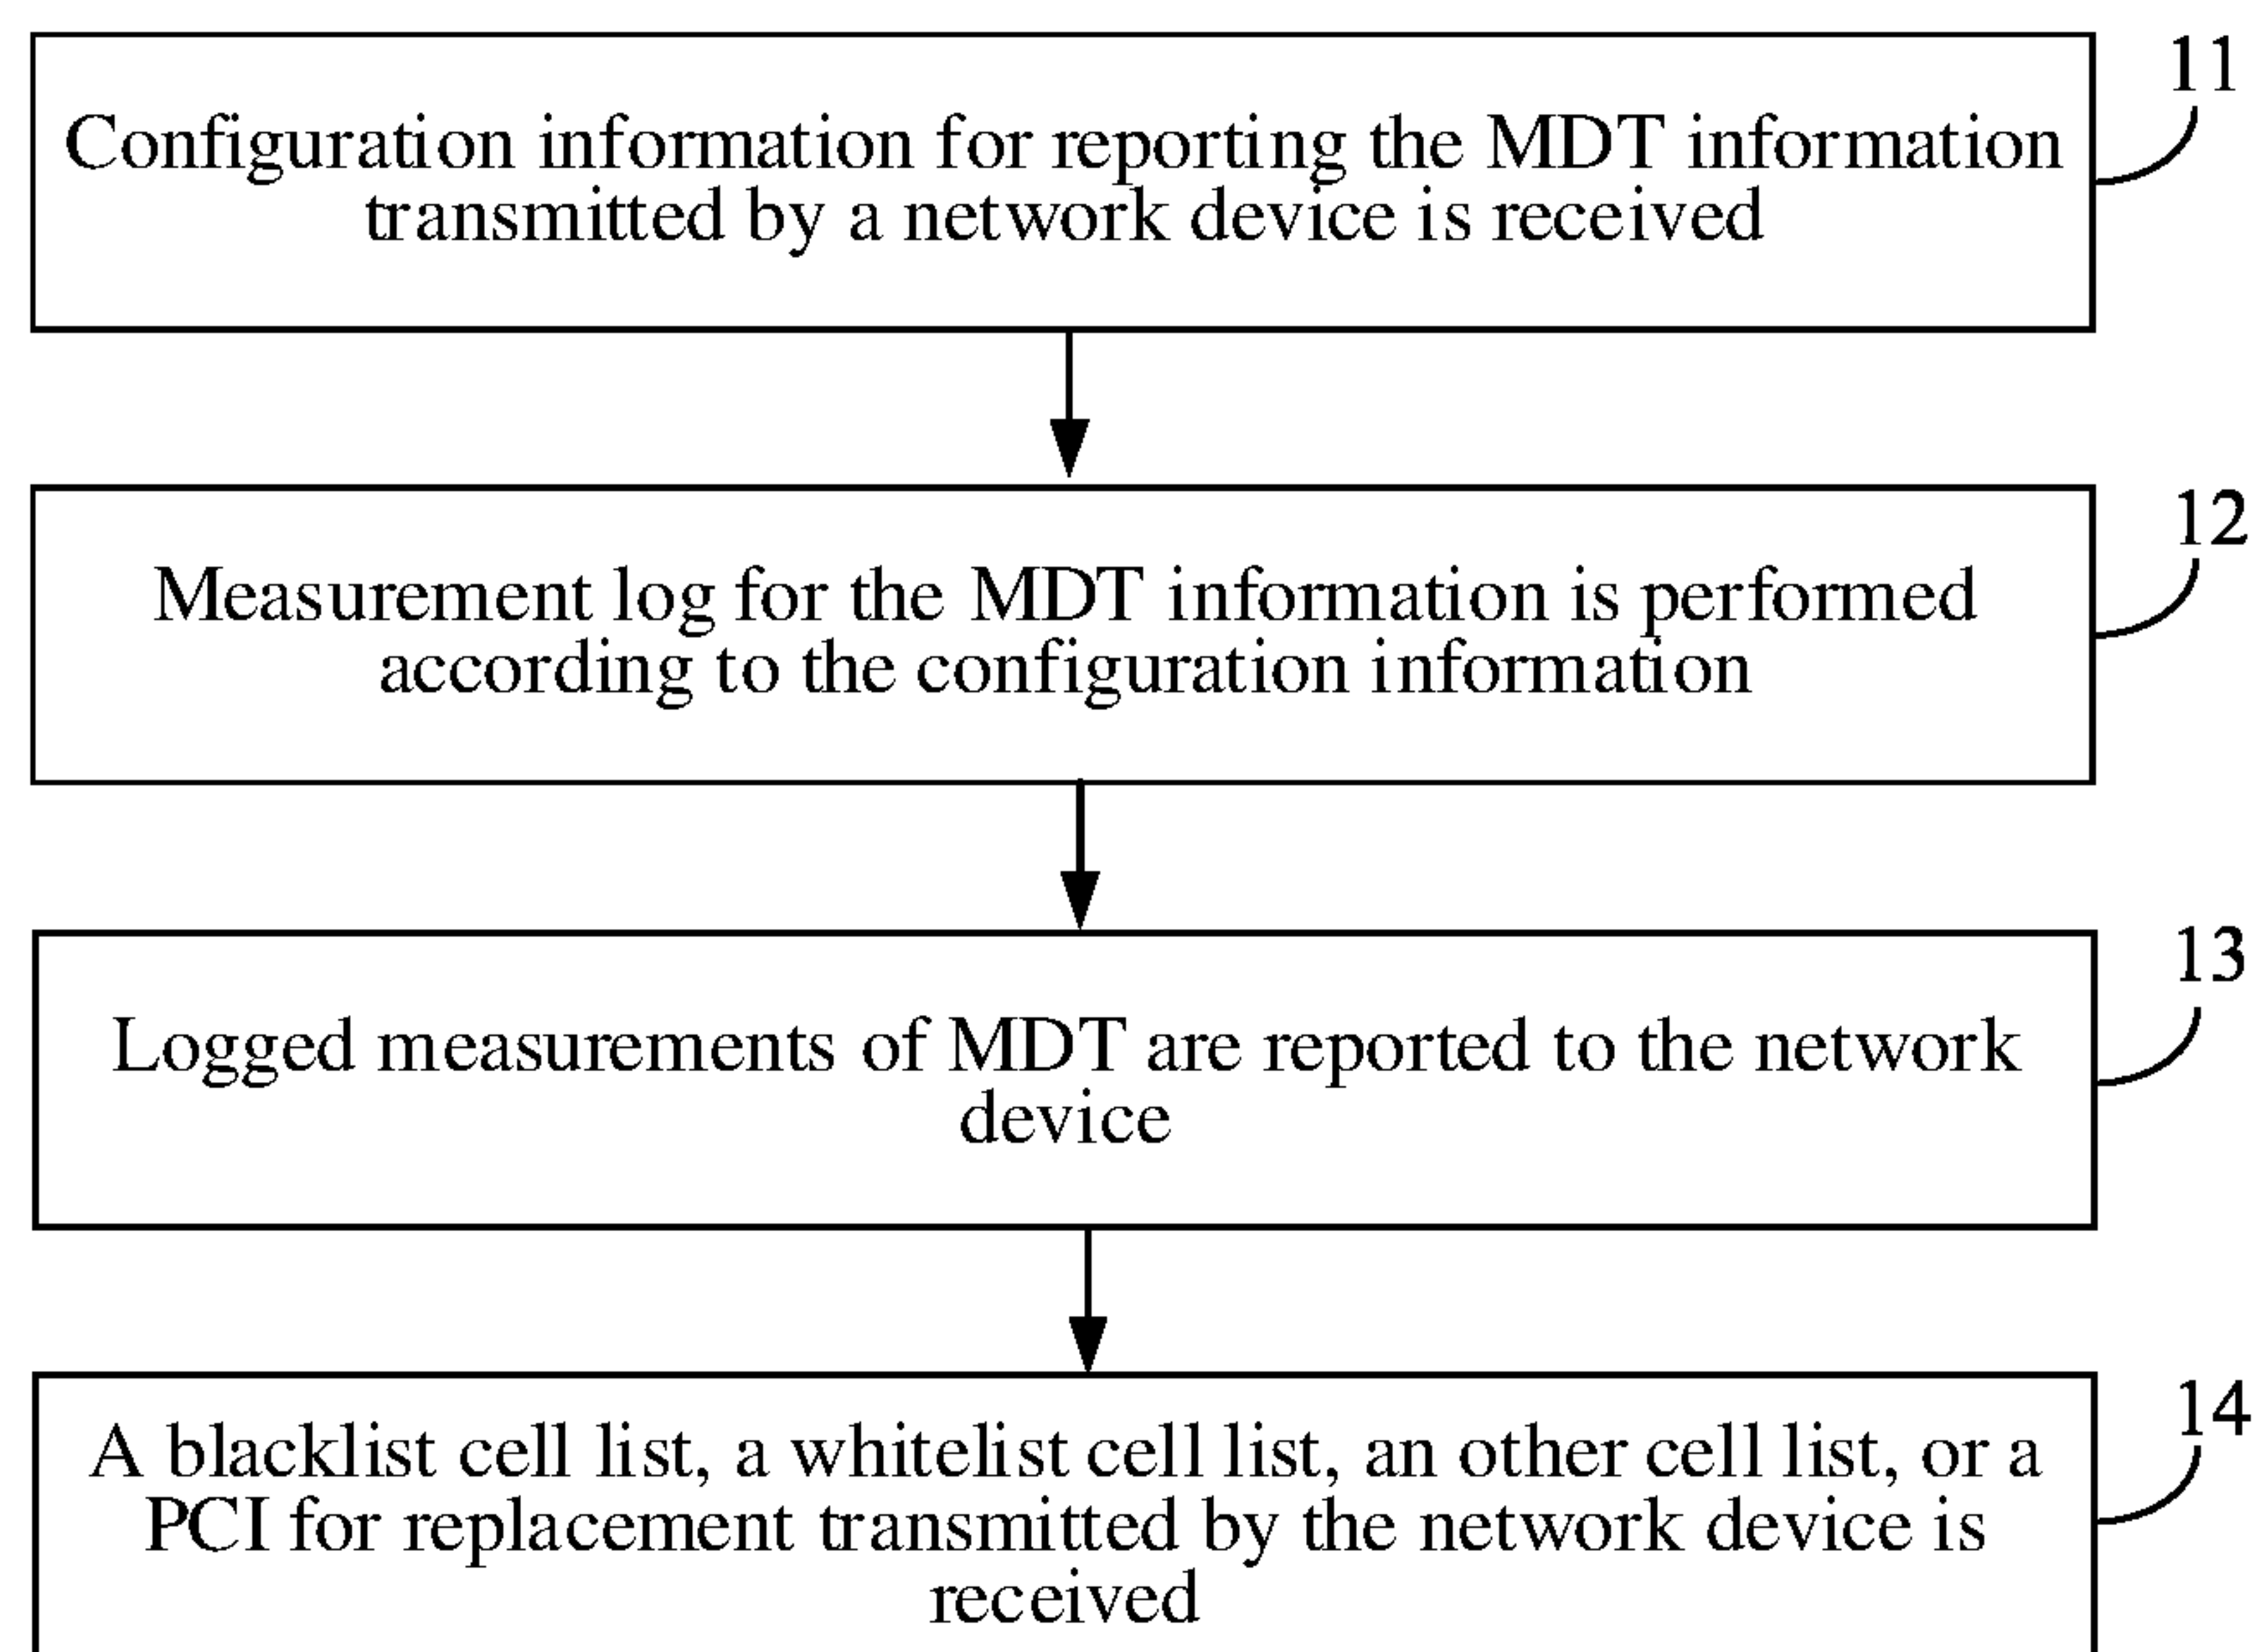 11
Configuration information for reporting the MDT information
transmitted by a network device is received
12
Measurement log for the MDT information is performed
according to the configuration information
13
Logged measurements of MDT are reported to the network
device
14
A blacklist cell list, a whitelist cell list, an other cell list, or a
PCI for replacement transmitted by the network device is
received